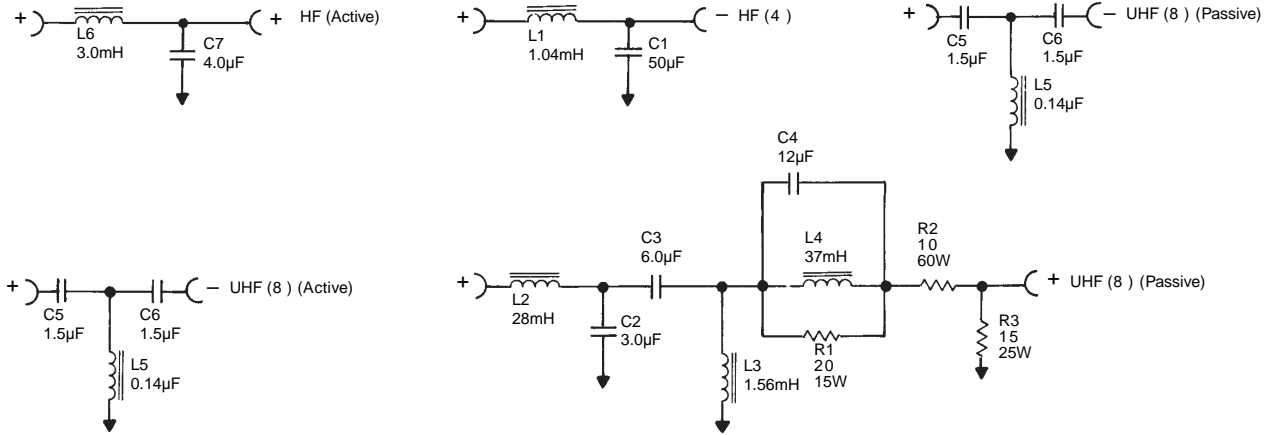 + L6 3.0mH C7 4.0µF + HF (Active)
+ L1 1.04mH C1 50µF – HF (4)
+ C5 1.5µF C6 1.5µF – UHF (8) (Passive)
L5 0.14µF
+ C5 1.5µF C6 1.5µF – UHF (8) (Active)
L5 0.14µF
+ L2 28mH
C2 3.0µF
C3 6.0µF
L3 1.56mH
C4 12µF
L4 37mH
R1 20 15W
R2 10 60W
R3 15 25W
+ UHF (8) (Passive)